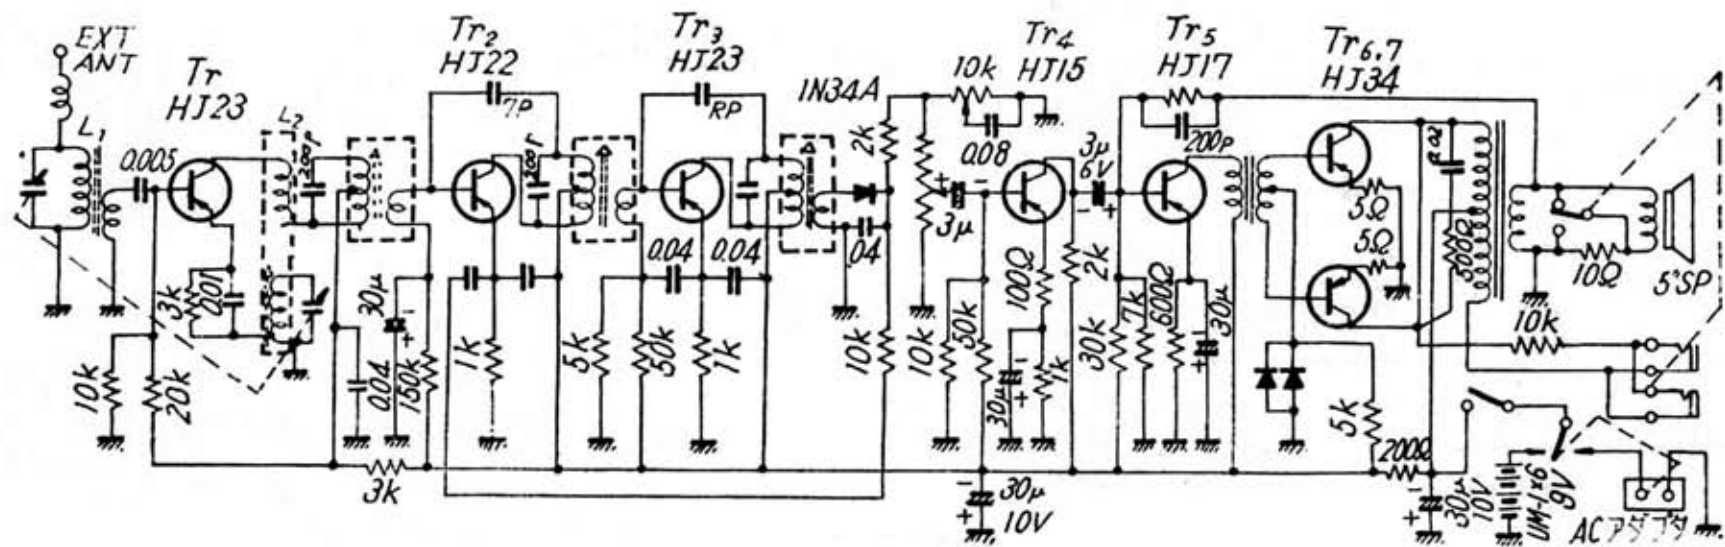 EXT
ANT
L₁
0.005
Tr
HJ23
L₂
200P
3k
0.01
10k
20k
30μ
-
+
0.04
150k
3k
Tr₂
HJ22
7P
200P
1k
Tr₃
HJ23
RP
0.04
0.04
5k
50k
1k
1N34A
2k
.04
10k
10k
0.08
+
-
3μ
10k
50k
Tr₄
HJ15
100Ω
30μ
+
1k
-
+
30μ
10V
3μ
6V
-
+
2k
30k
Tr₅
HJ17
200P
7k
600Ω
30μ
+
Tr₆.₇
HJ34
5Ω
5Ω
0.02
500Ω
5k
200Ω
10Ω
5"SP
10k
-
+
30μ
10V
UM-1×6
9V
ACアダプタ